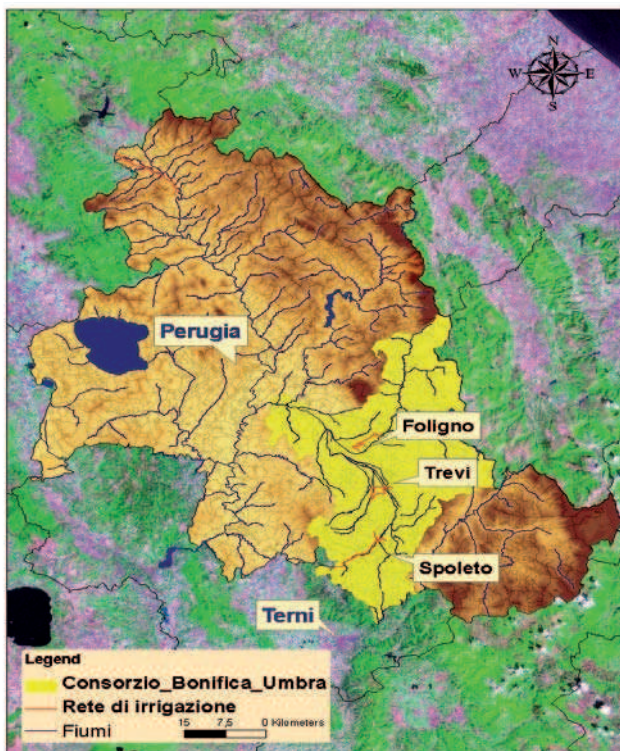 N
W E
S
Perugia
Foligno
Trevi
Spoleto
Terni
Legend
Consorzio_Bonifica_Umbra
Rete di irrigazione
Fiumi
15 7,5 0 Kilometers